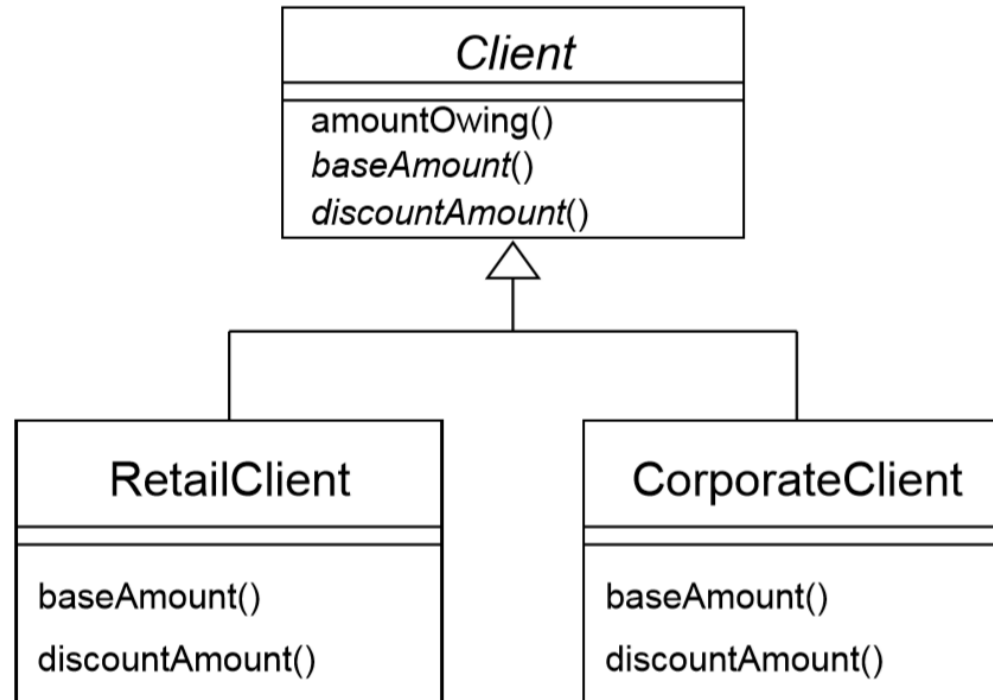 Client
amountOwing()
baseAmount()
discountAmount()
RetailClient
baseAmount()
discountAmount()
CorporateClient
baseAmount()
discountAmount()